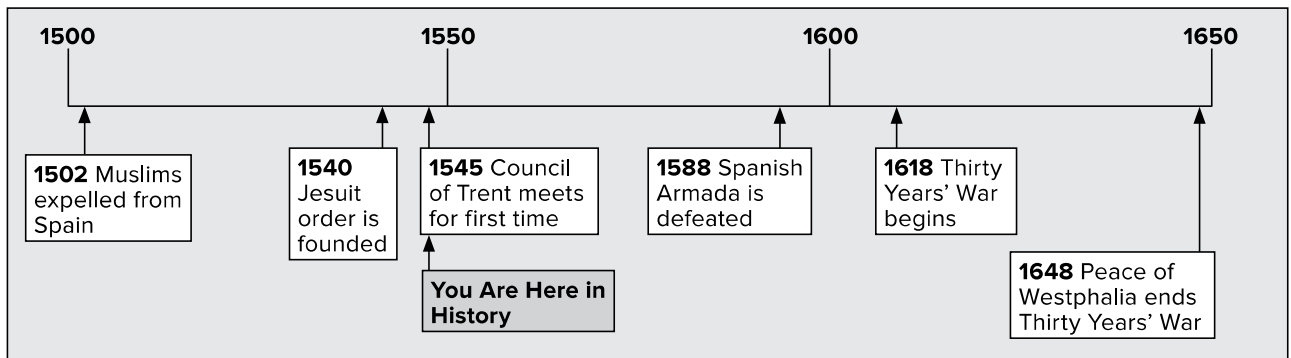 1500 1550 1600 1650
1502 Muslims
expelled from
Spain
1540
Jesuit
order is
founded
1545 Council
of Trent meets
for first time
You Are Here in
History
1588 Spanish
Armada is
defeated
1618 Thirty
Years’ War
begins
1648 Peace of
Westphalia ends
Thirty Years’ War